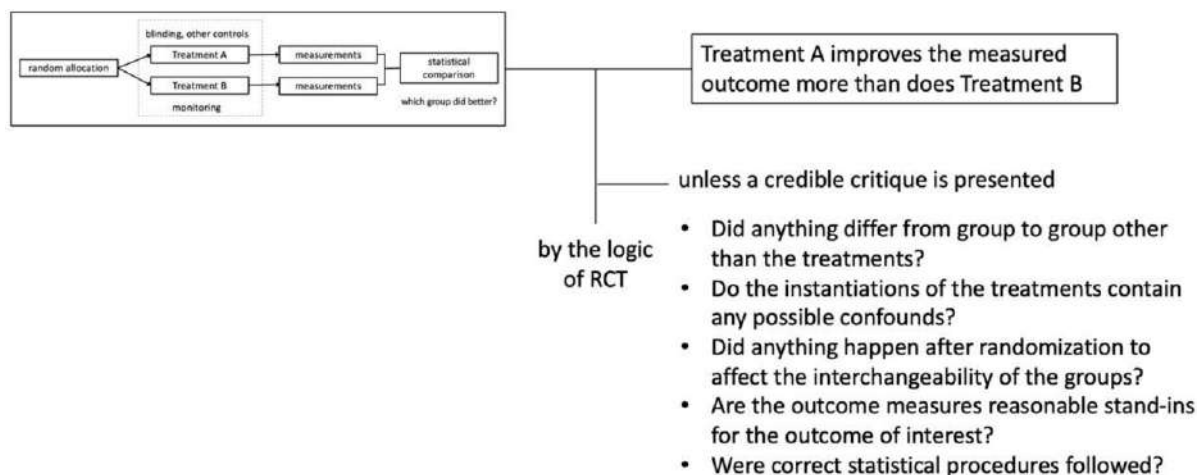 blinding, other controls
random allocation
Treatment A
measurements
Treatment B
measurements
monitoring
statistical
comparison
which group did better?
Treatment A improves the measured
outcome more than does Treatment B
unless a credible critique is presented
by the logic
of RCT
• Did anything differ from group to group other
than the treatments?
• Do the instantiations of the treatments contain
any possible confounds?
• Did anything happen after randomization to
affect the interchangeability of the groups?
• Are the outcome measures reasonable stand-ins
for the outcome of interest?
• Were correct statistical procedures followed?